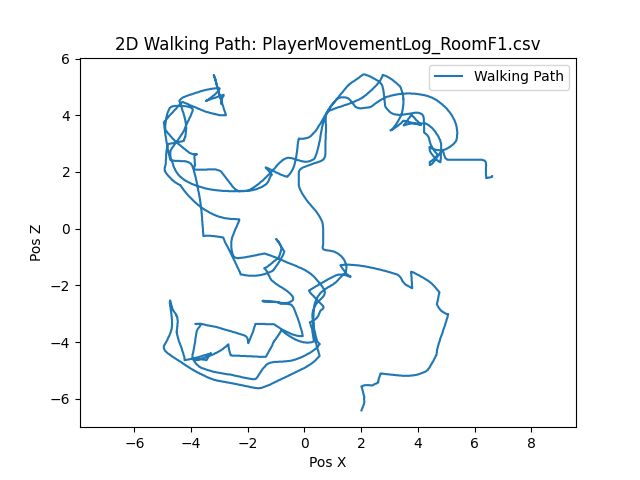 2D Walking Path: PlayerMovementLog_RoomF1.csv
Walking Path
6
4
2
0
−2
−4
−6
Pos Z
−6 −4 −2 0 2 4 6 8
Pos X